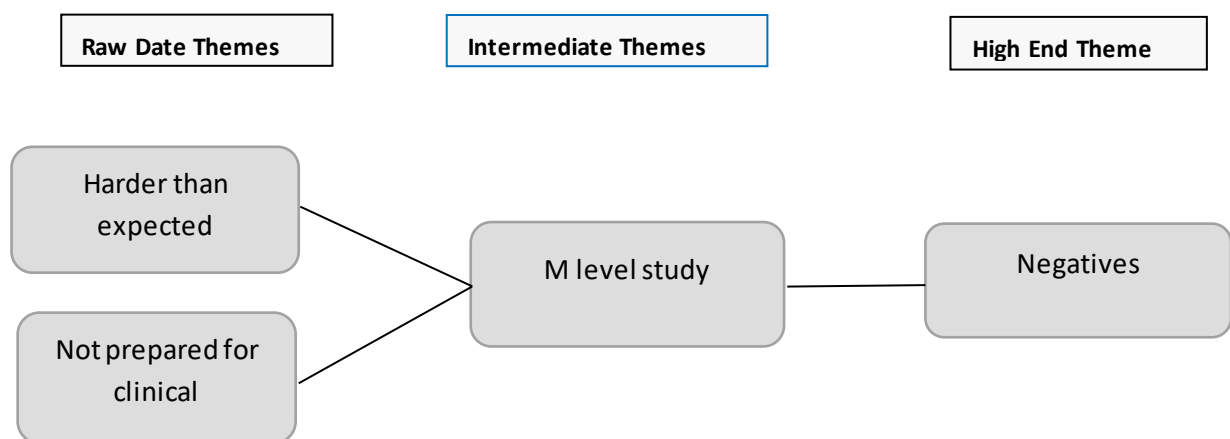 Raw Date Themes
Intermediate Themes
High End Theme
Harder than
expected
M level study
Negatives
Not prepared for
clinical